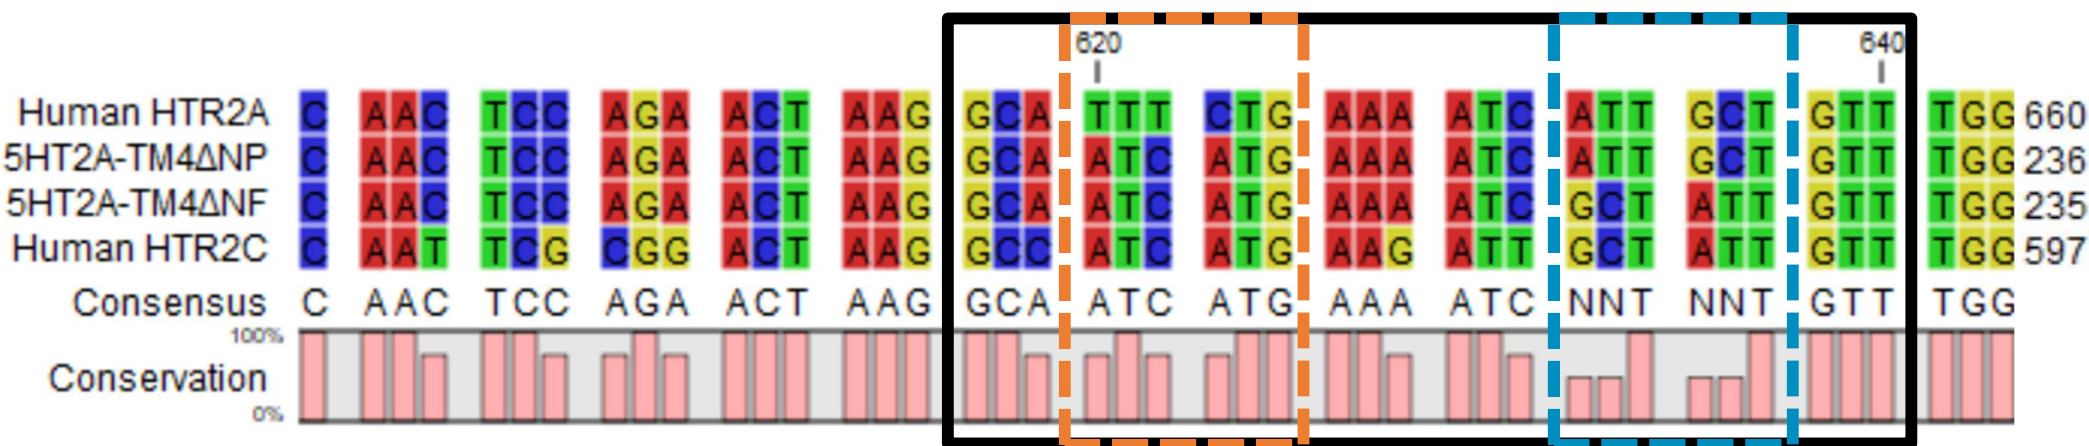 620 640
Human HTR2A C AAC TCC AGA ACT AAG GCA TTT CTG AAA ATC ATT GCT GTT TGG 660
5HT2A-TM4ΔNP C AAC TCC AGA ACT AAG GCA ATC ATG AAA ATC ATT GCT GTT TGG 236
5HT2A-TM4ΔNF C AAC TCC AGA ACT AAG GCA ATC ATG AAA ATC GCT ATT GTT TGG 235
Human HTR2C C AAT TCG CGG ACT AAG GCC ATC ATG AAG ATT GCT ATT GTT TGG 597
Consensus C AAC TCC AGA ACT AAG GCA ATC ATG AAA ATC NNT NNT GTT TGG
100%
Conservation
0%